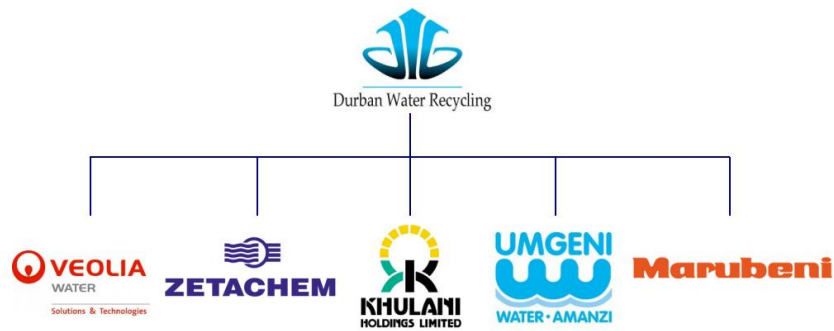 Durban Water Recycling
VEOLIA
WATER
Solutions & Technologies
ZETACHEM
KHULANI
HOLDINGS LIMITED
UMGENI
WATER · AMANZI
Marubeni